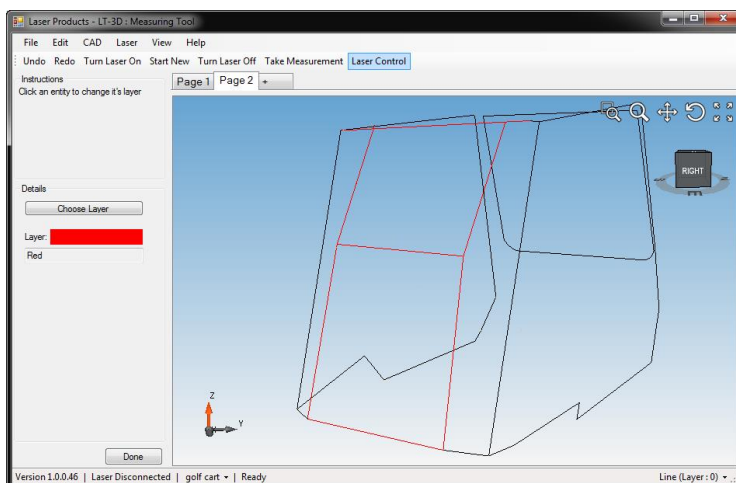 Laser Products - LT-3D : Measuring Tool
File Edit CAD Laser View Help
Undo Redo Turn Laser On Start New Turn Laser Off Take Measurement Laser Control
Instructions
Click an entity to change it's layer
Page 1 Page 2 +
RIGHT
Details
Choose Layer
Layer:
Red
Z
Y
Done
Version 1.0.0.46 | Laser Disconnected | golf cart | Ready Line (Layer : 0)